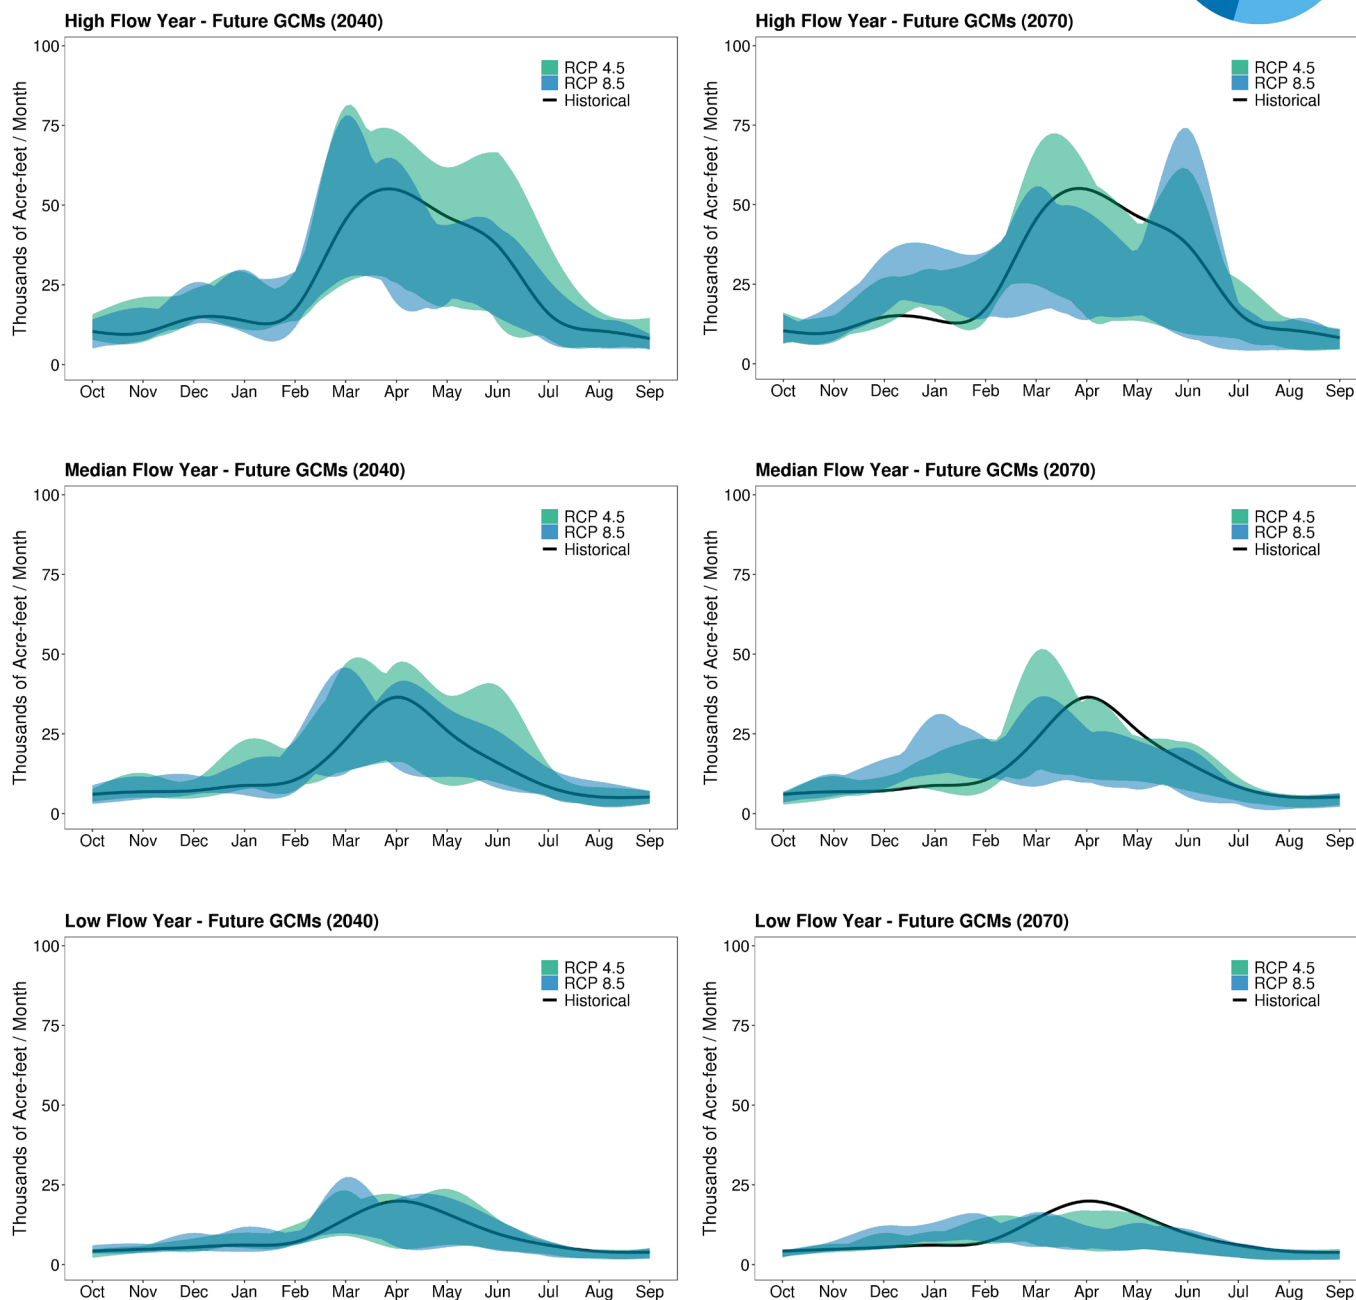 High Flow Year - Future GCMs (2040)
Thousands of Acre-feet / Month
100
75
50
25
0
RCP 4.5
RCP 8.5
Historical
Oct Nov Dec Jan Feb Mar Apr May Jun Jul Aug Sep
High Flow Year - Future GCMs (2070)
Thousands of Acre-feet / Month
100
75
50
25
0
RCP 4.5
RCP 8.5
Historical
Oct Nov Dec Jan Feb Mar Apr May Jun Jul Aug Sep
Median Flow Year - Future GCMs (2040)
Thousands of Acre-feet / Month
100
75
50
25
0
RCP 4.5
RCP 8.5
Historical
Oct Nov Dec Jan Feb Mar Apr May Jun Jul Aug Sep
Median Flow Year - Future GCMs (2070)
Thousands of Acre-feet / Month
100
75
50
25
0
RCP 4.5
RCP 8.5
Historical
Oct Nov Dec Jan Feb Mar Apr May Jun Jul Aug Sep
Low Flow Year - Future GCMs (2040)
Thousands of Acre-feet / Month
100
75
50
25
0
RCP 4.5
RCP 8.5
Historical
Oct Nov Dec Jan Feb Mar Apr May Jun Jul Aug Sep
Low Flow Year - Future GCMs (2070)
Thousands of Acre-feet / Month
100
75
50
25
0
RCP 4.5
RCP 8.5
Historical
Oct Nov Dec Jan Feb Mar Apr May Jun Jul Aug Sep